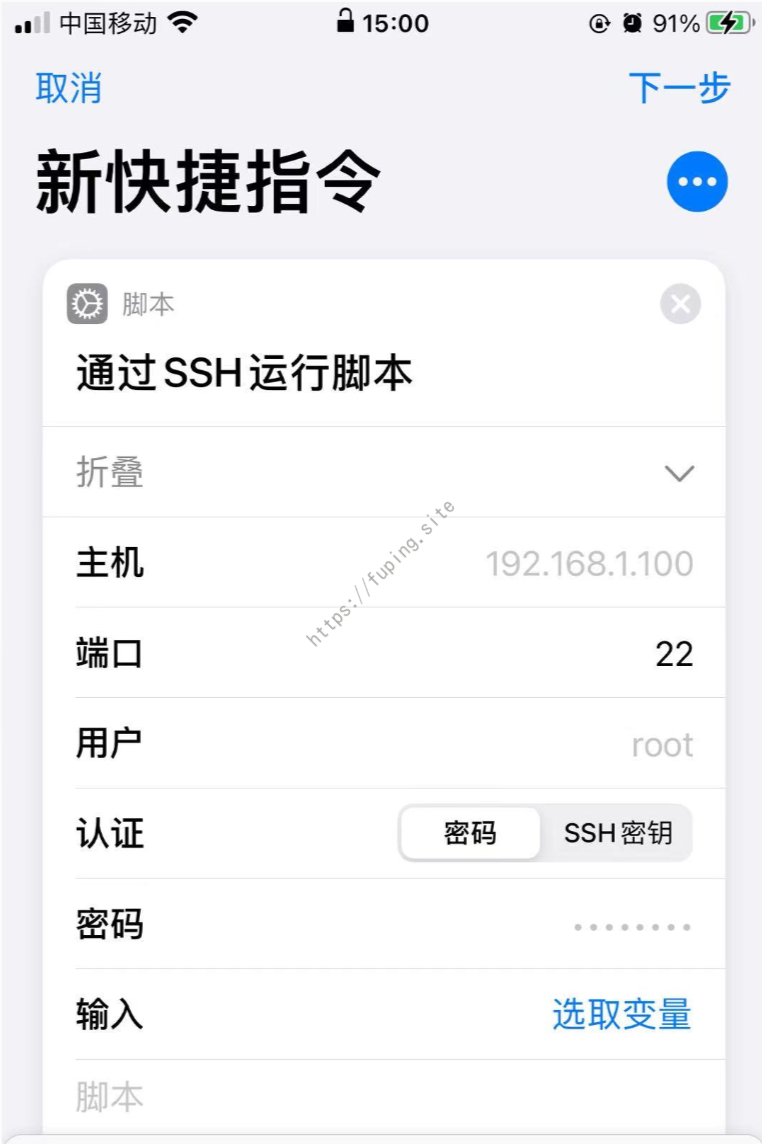 中国移动 15:00 91%
取消 下一步
新快捷指令
脚本
通过SSH运行脚本
折叠
主机 192.168.1.100
端口 22
用户 root
认证 密码 SSH密钥
密码 ••••••••
输入 选取变量
脚本
https://fuping.site